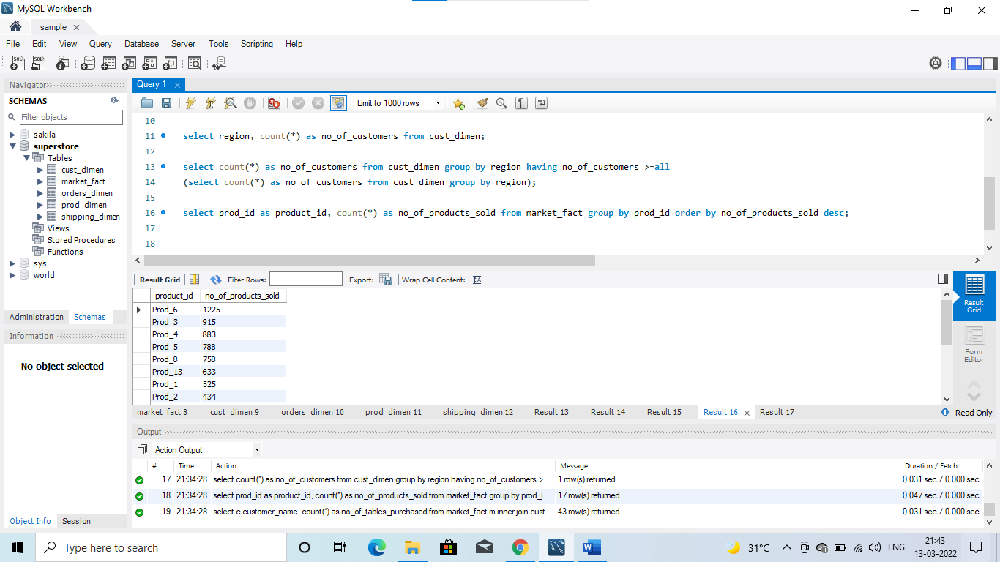 MySQL Workbench
sample
File Edit View Query Database Server Tools Scripting Help
Navigator
SCHEMAS
Filter objects
sakila
superstore
Tables
cust_dimen
market_fact
orders_dimen
prod_dimen
shipping_dimen
Views
Stored Procedures
Functions
sys
world
Administration Schemas
Information
No object selected
Object Info Session
Query 1
Limit to 1000 rows
10
11 select region, count(*) as no_of_customers from cust_dimen;
12
13 select count(*) as no_of_customers from cust_dimen group by region having no_of_customers >=all
14 (select count(*) as no_of_customers from cust_dimen group by region);
15
16 select prod_id as product_id, count(*) as no_of_products_sold from market_fact group by prod_id order by no_of_products_sold desc;
17
18
Result Grid Filter Rows: Export: Wrap Cell Content:
product_id no_of_products_sold
Prod_6 1225
Prod_3 915
Prod_4 883
Prod_5 788
Prod_8 758
Prod_13 633
Prod_1 525
Prod_2 434
Result
Grid
Form
Editor
market_fact 8 cust_dimen 9 orders_dimen 10 prod_dimen 11 shipping_dimen 12 Result 13 Result 14 Result 15 Result 16 Result 17 Read Only
Output
Action Output
# Time Action Message Duration / Fetch
17 21:34:28 select count(*) as no_of_customers from cust_dimen group by region having no_of_customers >... 1 row(s) returned 0.031 sec / 0.000 sec
18 21:34:28 select prod_id as product_id, count(*) as no_of_products_sold from market_fact group by prod_i... 17 row(s) returned 0.047 sec / 0.000 sec
19 21:34:28 select c.customer_name, count(*) as no_of_tables_purchased from market_fact m inner join cust... 43 row(s) returned 0.031 sec / 0.000 sec
Type here to search
31°C ENG 21:43
13-03-2022